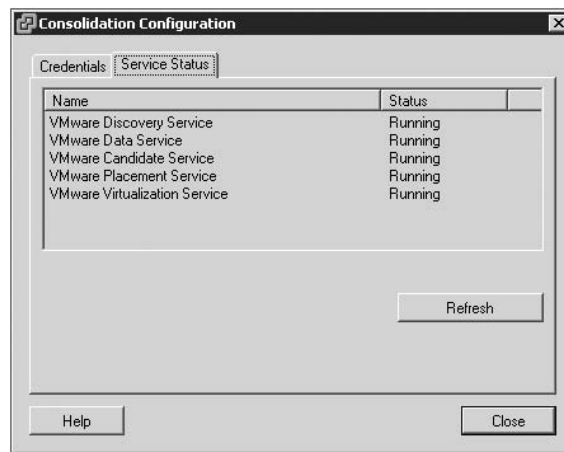 Consolidation Configuration
Credentials Service Status
Name Status
VMware Discovery Service Running
VMware Data Service Running
VMware Candidate Service Running
VMware Placement Service Running
VMware Virtualization Service Running
Refresh
Help Close